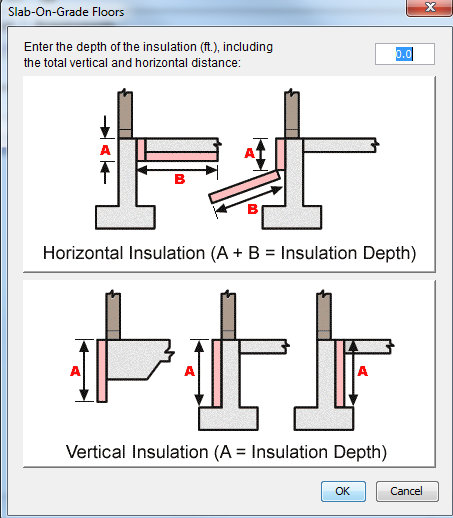 Slab-On-Grade Floors
X
Enter the depth of the insulation (ft.), including
the total vertical and horizontal distance:
0.0
A
B
A
B
Horizontal Insulation (A + B = Insulation Depth)
A
A
A
Vertical Insulation (A = Insulation Depth)
OK
Cancel